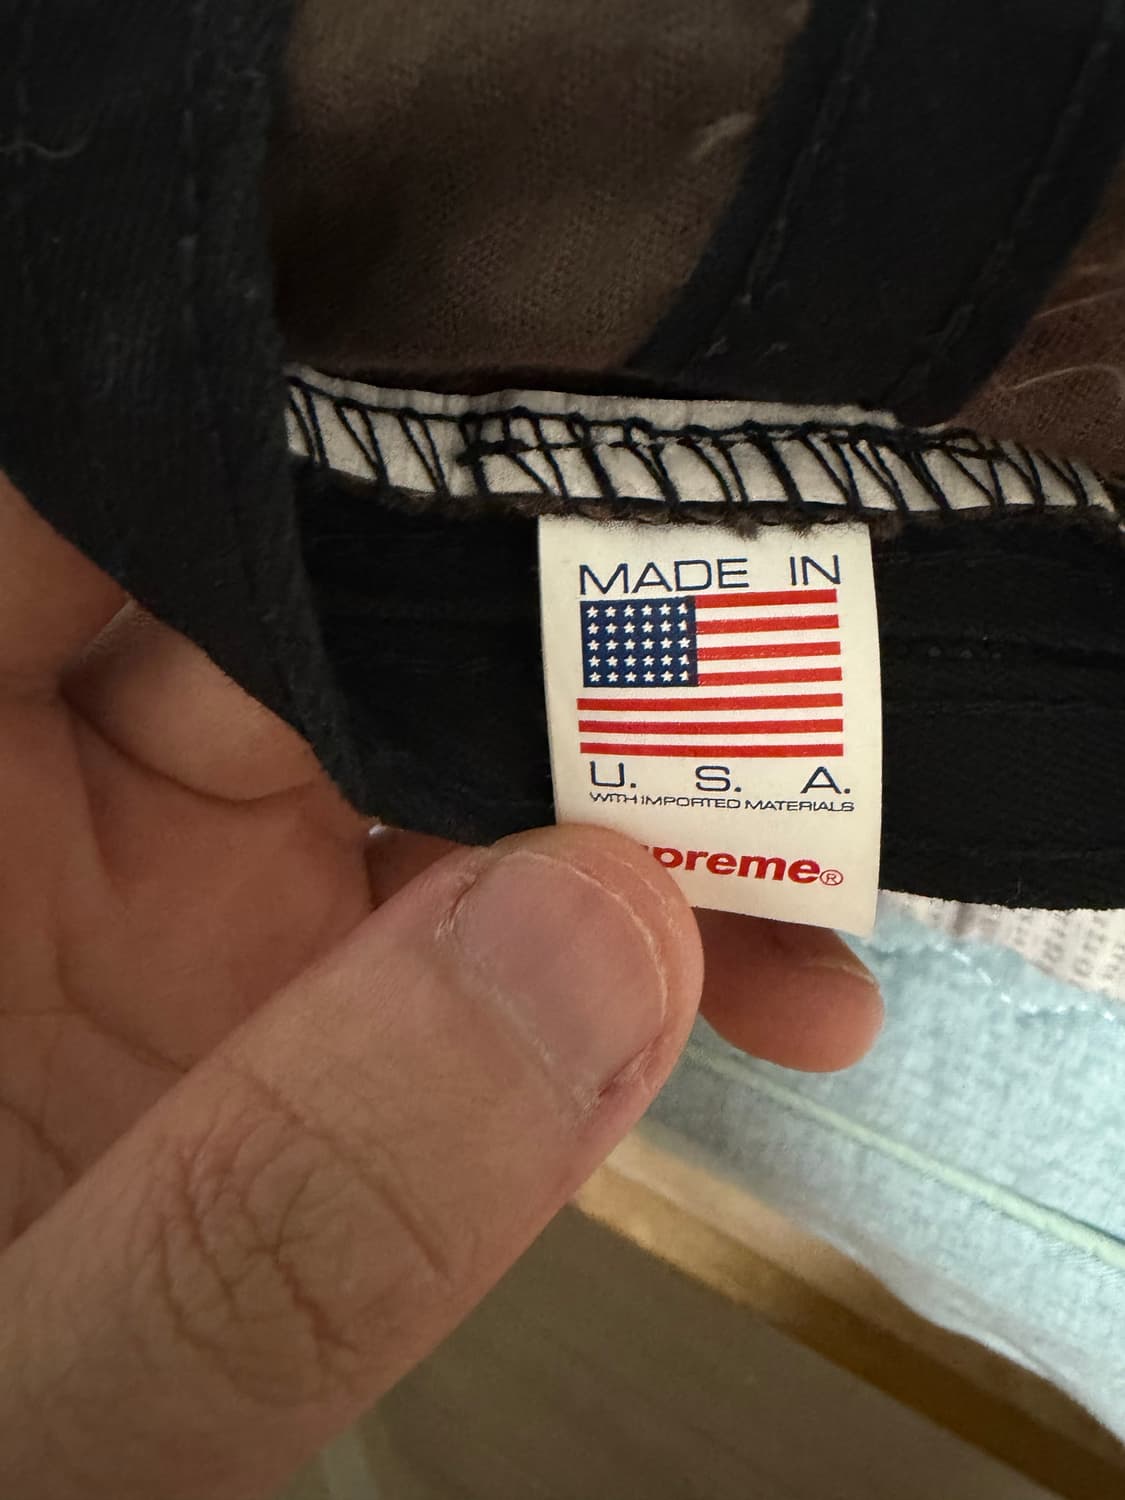 MADE IN
U. S. A.
WITH IMPORTED MATERIALS
preme®